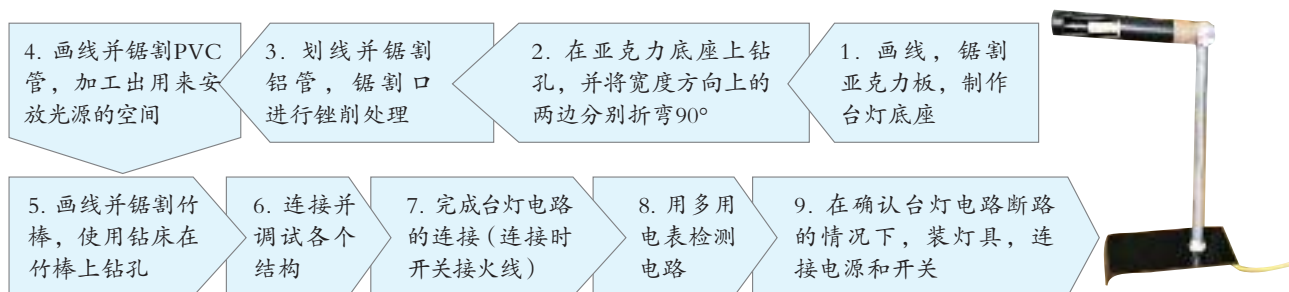 1. 画线，锯割
亚克力板，制作
台灯底座
2. 在亚克力底座上钻
孔，并将宽度方向上的
两边分别折弯90°
3. 划线并锯割
铝管，锯割口
进行锉削处理
4. 画线并锯割PVC
管，加工出用来安
放光源的空间
5. 画线并锯割竹
棒，使用钻床在
竹棒上钻孔
6. 连接并
调试各个
结构
7. 完成台灯电路
的连接（连接时
开关接火线）
8. 用多用
电表检测
电路
9. 在确认台灯电路断路
的情况下，装灯具，连
接电源和开关